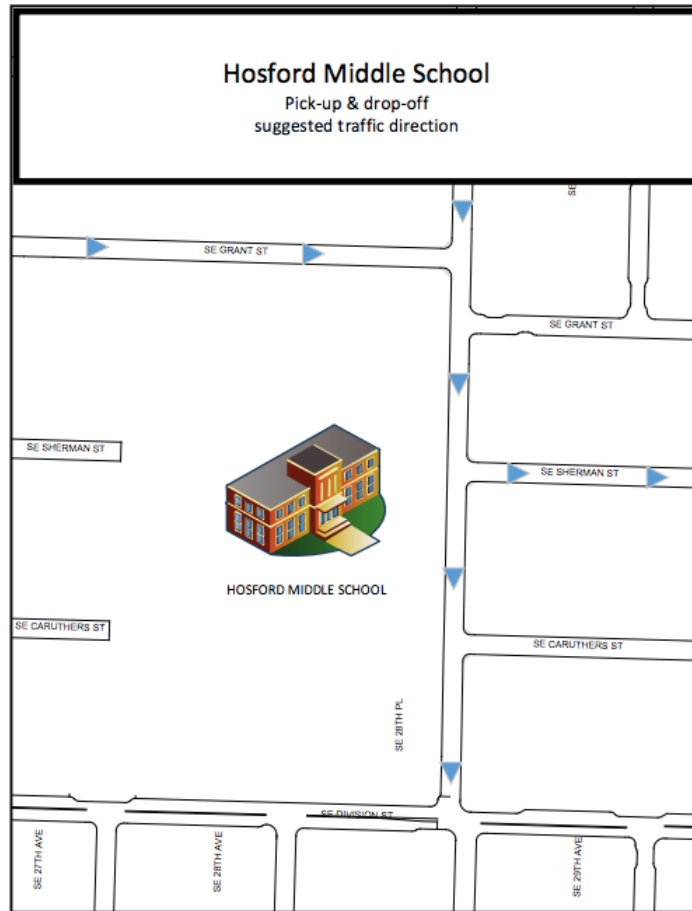 Hosford Middle School
Pick-up & drop-off
suggested traffic direction
SE
SE GRANT ST
SE GRANT ST
SE SHERMAN ST
SE SHERMAN ST
HOSFORD MIDDLE SCHOOL
SE CARUTHERS ST
SE CARUTHERS ST
SE 28TH PL
SE DIVISION ST
SE 27TH AVE
SE 28TH AVE
SE 29TH AVE